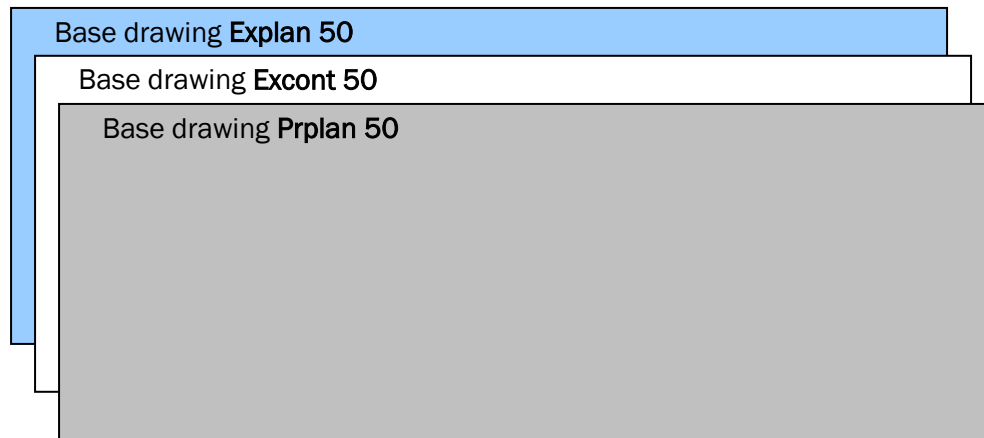 Base drawing Explan 50
Base drawing Excont 50
Base drawing Prplan 50